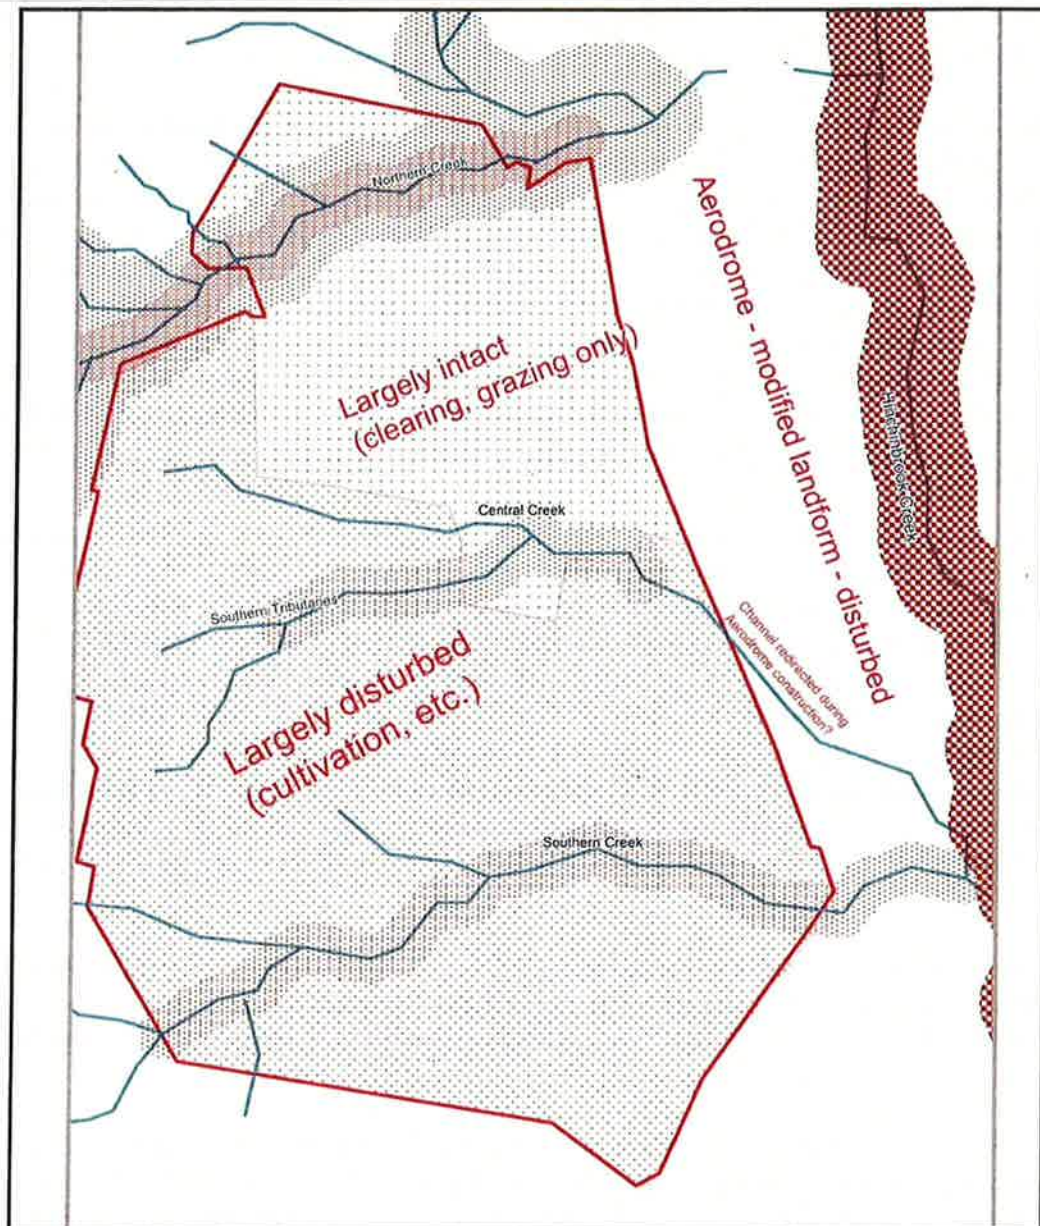 Northern Creek
Largely intact
(clearing, grazing only)
Aerodrome - modified landform - disturbed
Hinchinbrook Creek
Central Creek
Southern Tributaries
Channel redirected during
Aerodrome construction?
Largely disturbed
(cultivation, etc.)
Southern Creek